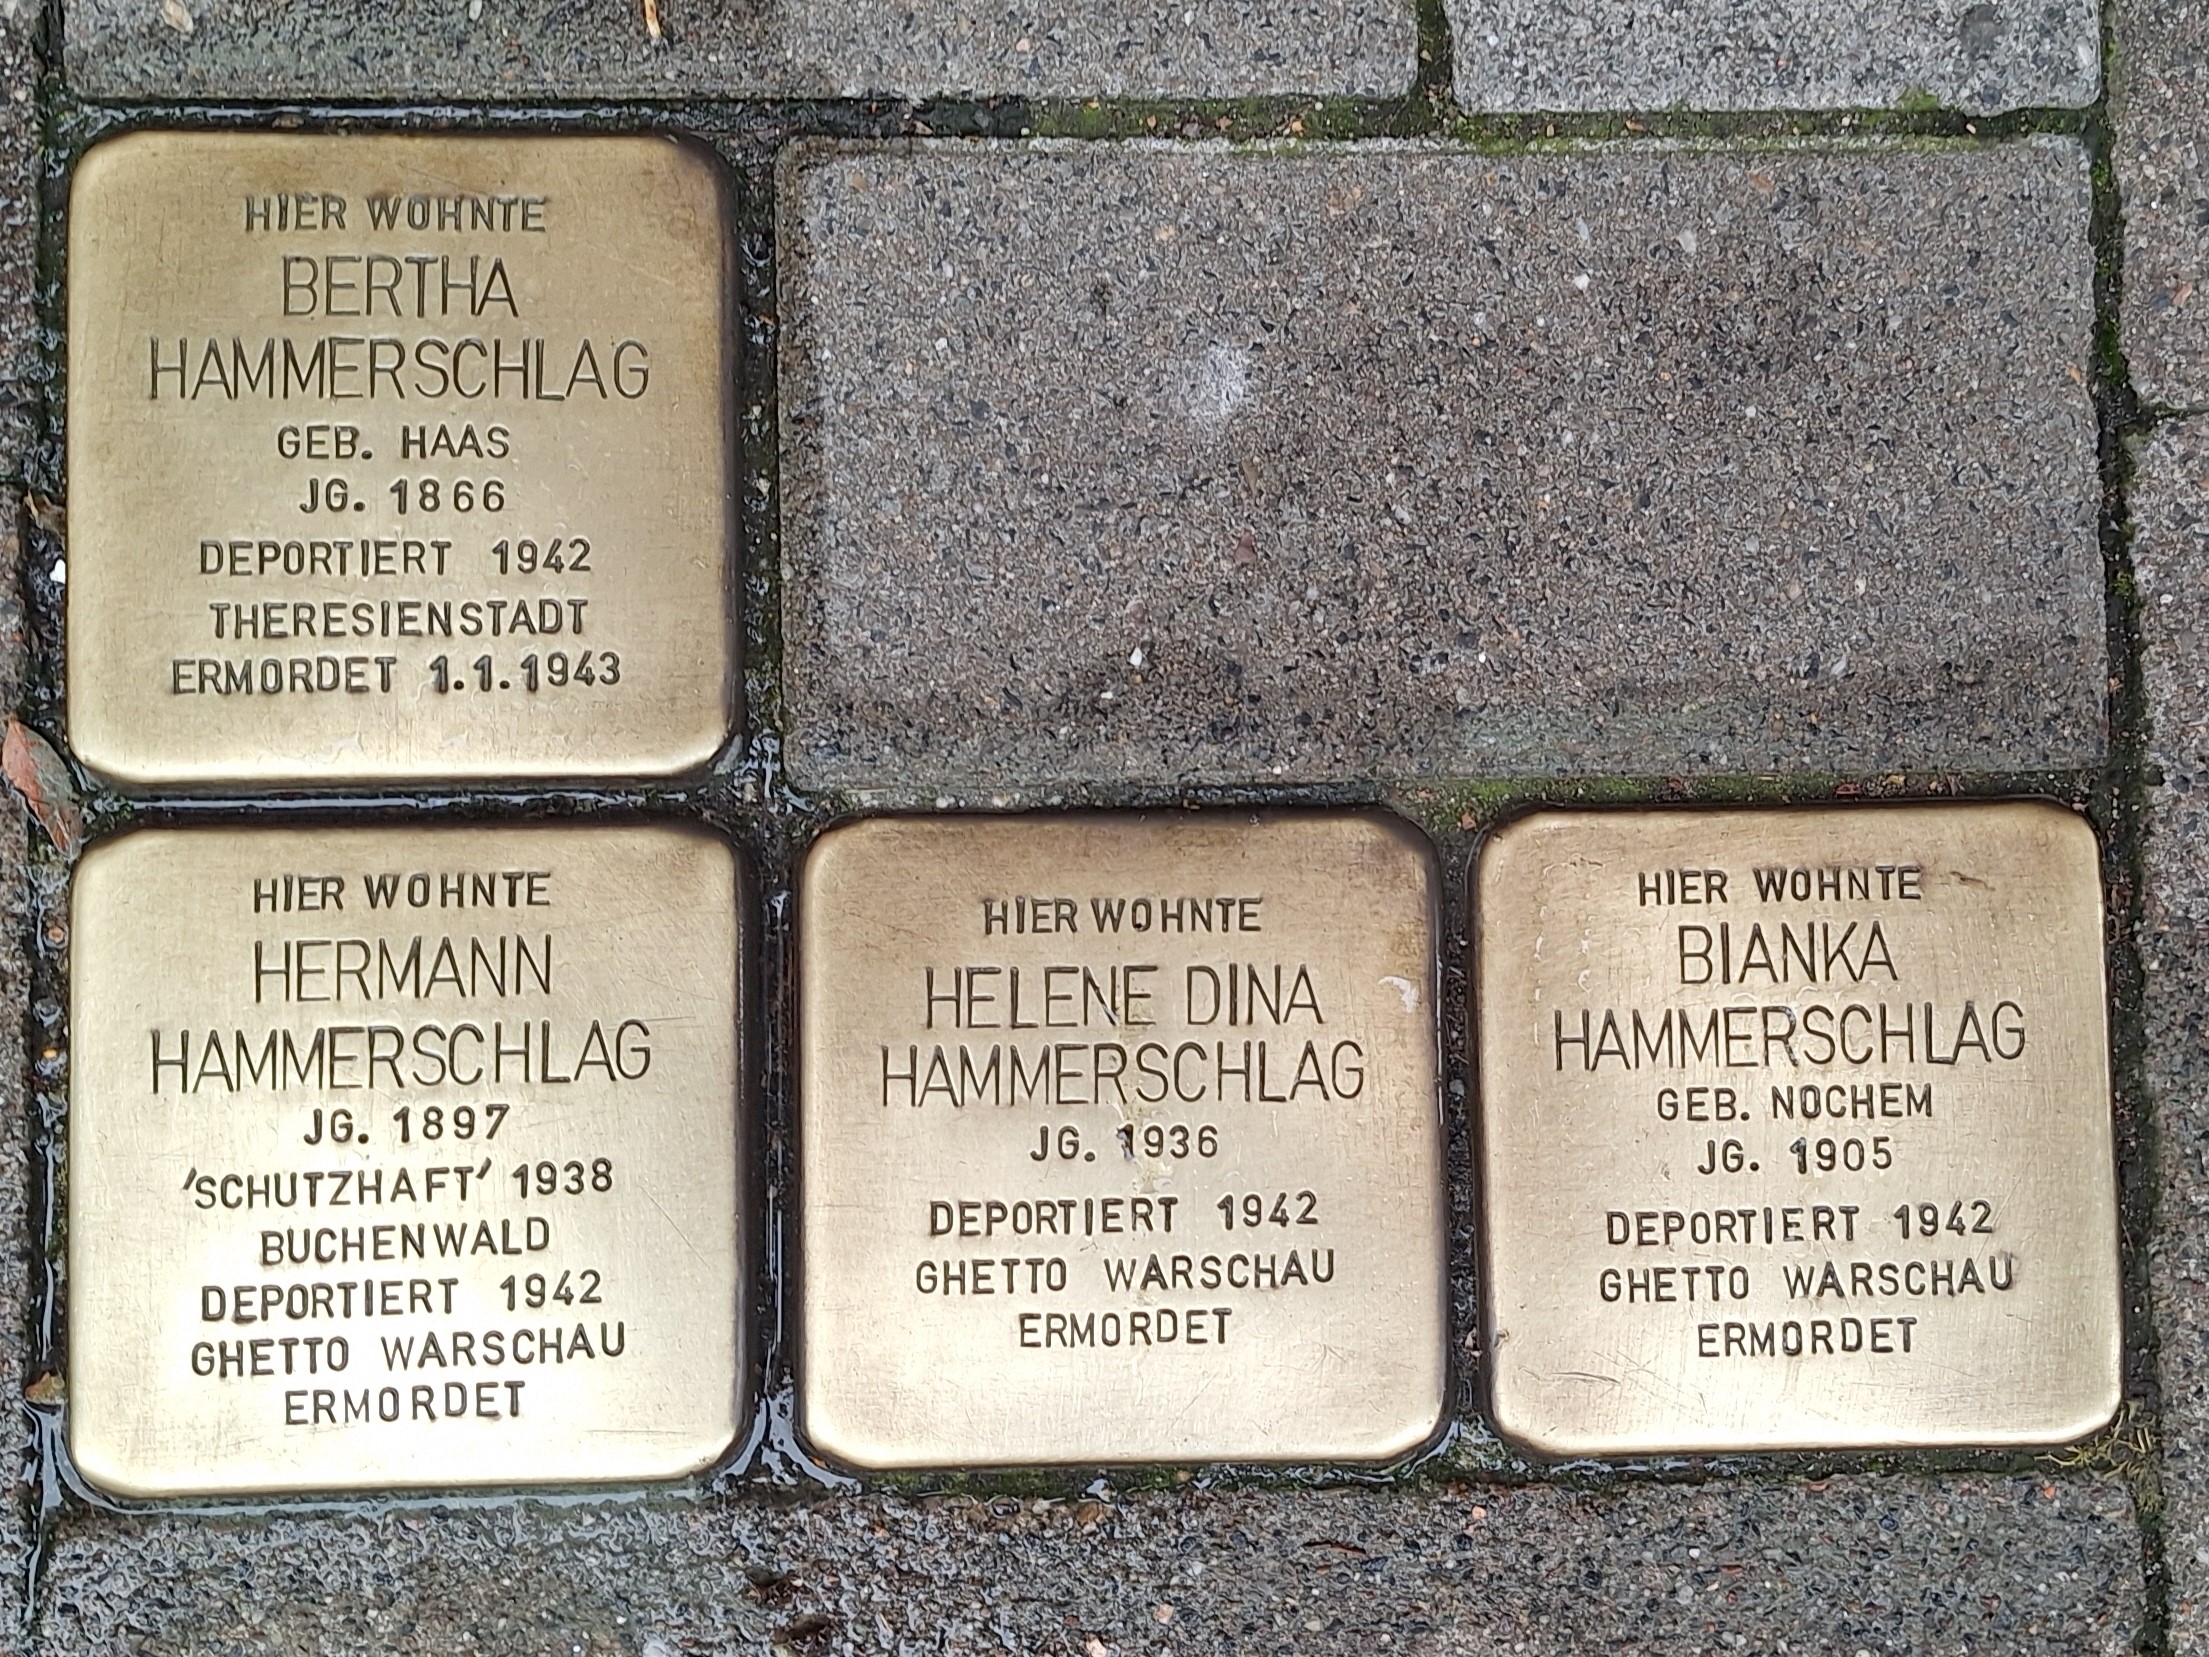 HIER WOHNTE
BERTHA
HAMMERSCHLAG
GEB. HAAS
JG. 1866
DEPORTIERT 1942
THERESIENSTADT
ERMORDET 1.1.1943
HIER WOHNTE
HERMANN
HAMMERSCHLAG
JG. 1897
'SCHUTZHAFT' 1938
BUCHENWALD
DEPORTIERT 1942
GHETTO WARSCHAU
ERMORDET
HIER WOHNTE
HELENE DINA
HAMMERSCHLAG
JG. 1936
DEPORTIERT 1942
GHETTO WARSCHAU
ERMORDET
HIER WOHNTE
BIANKA
HAMMERSCHLAG
GEB. NOCHEM
JG. 1905
DEPORTIERT 1942
GHETTO WARSCHAU
ERMORDET